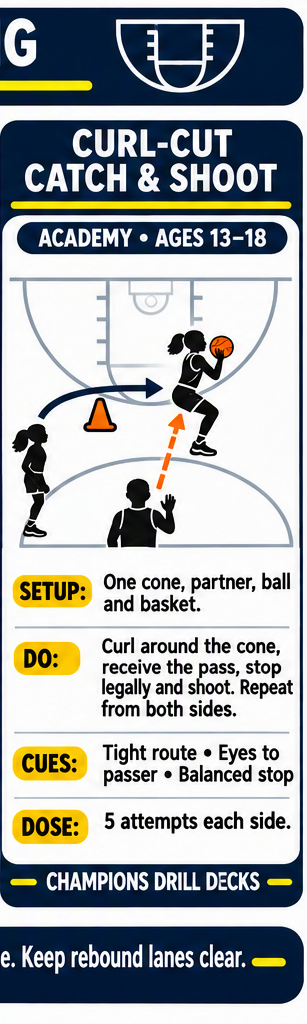 G
CURL-CUT
CATCH & SHOOT
ACADEMY • AGES 13–18
SETUP: One cone, partner, ball
and basket.
DO: Curl around the cone,
receive the pass, stop
legally and shoot. Repeat
from both sides.
CUES: Tight route • Eyes to
passer • Balanced stop
DOSE: 5 attempts each side.
CHAMPIONS DRILL DECKS
e. Keep rebound lanes clear.